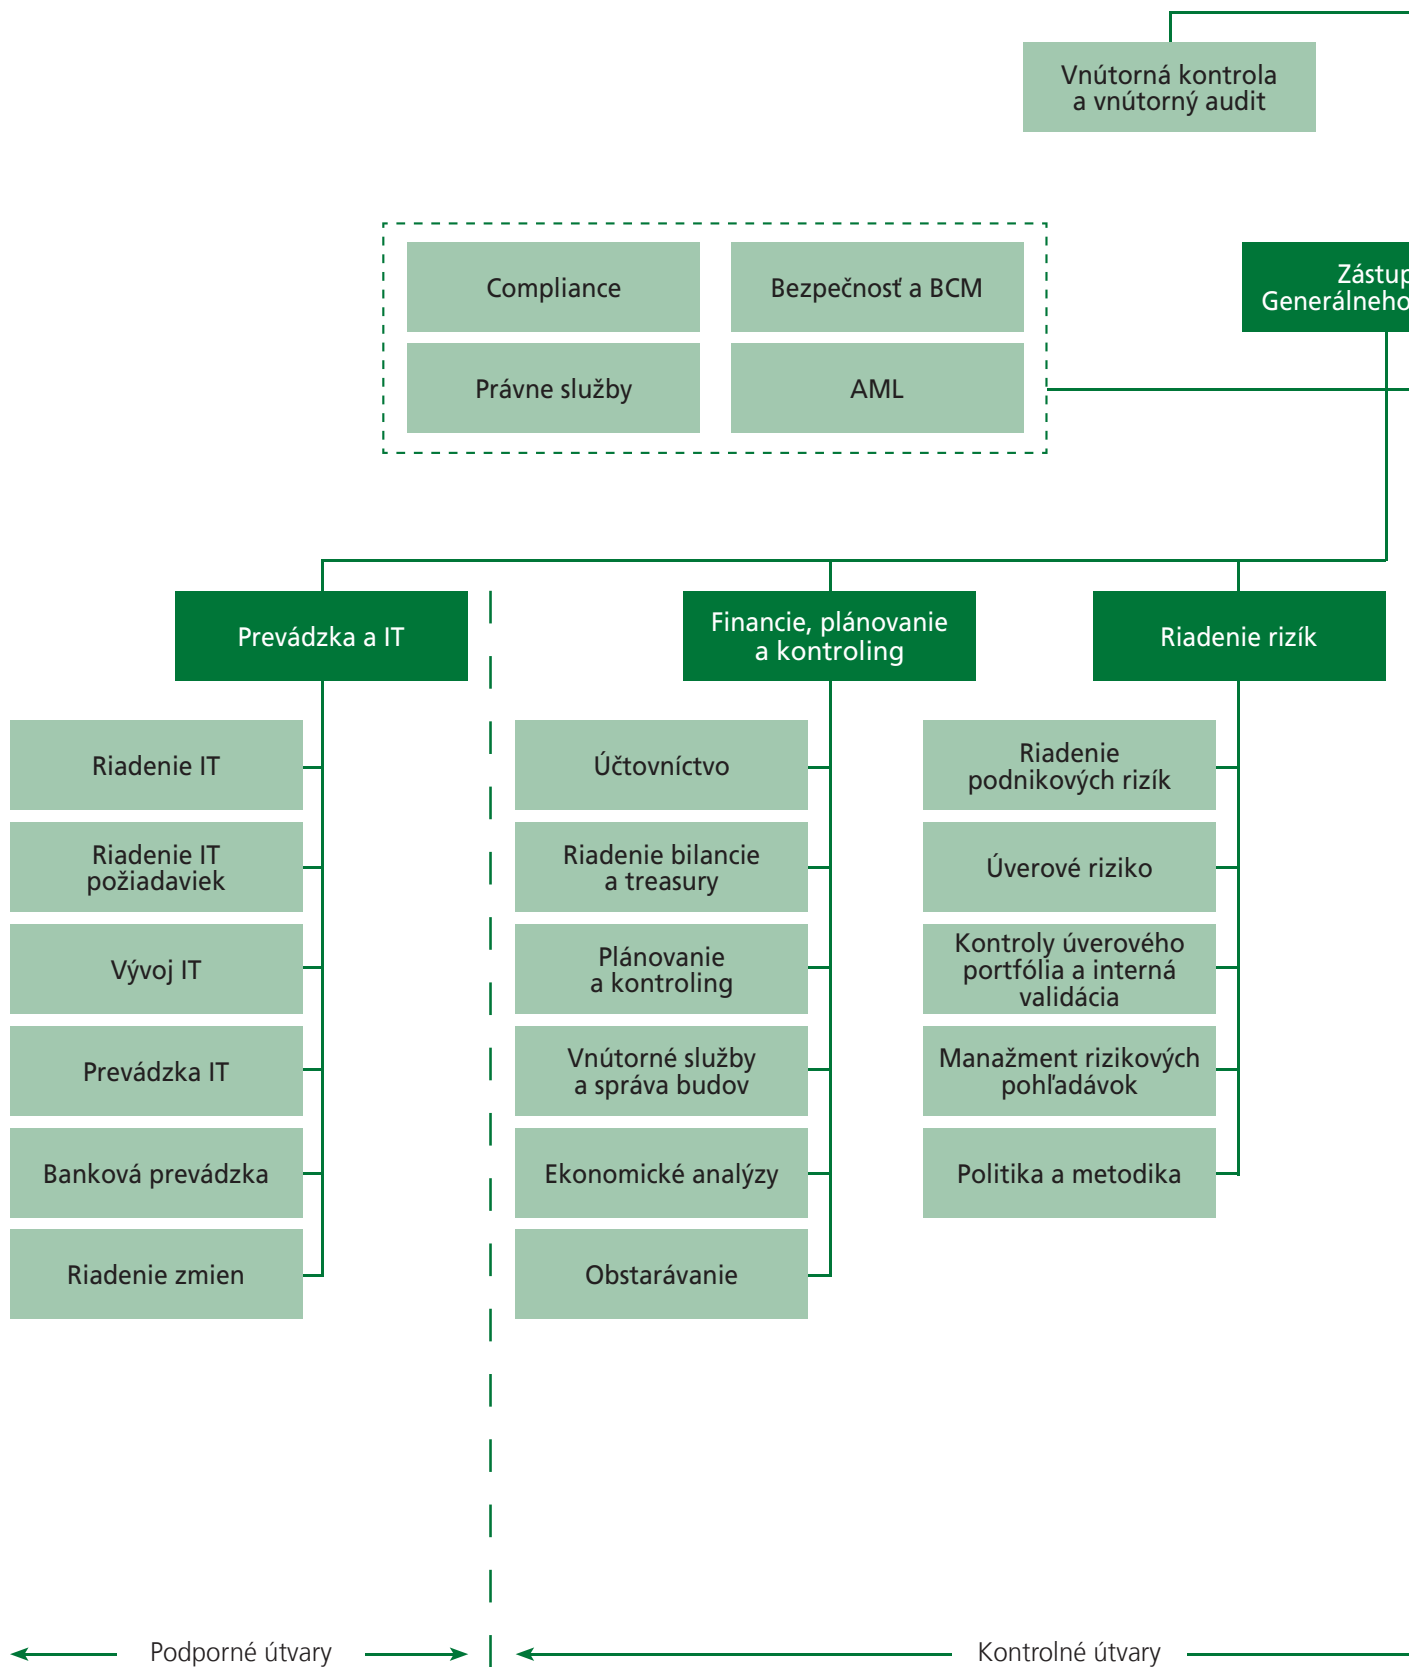 Vnútorná kontrola
a vnútorný audit
Compliance
Bezpečnosť a BCM
Právne služby
AML
Zástup
Generálneho
Prevádzka a IT
Financie, plánovanie
a kontroling
Riadenie rizík
Riadenie IT
Riadenie IT
požiadaviek
Vývoj IT
Prevádzka IT
Banková prevádzka
Riadenie zmien
Účtovníctvo
Riadenie bilancie
a treasury
Plánovanie
a kontroling
Vnútorné služby
a správa budov
Ekonomické analýzy
Obstarávanie
Riadenie
podnikových rizík
Úverové riziko
Kontroly úverového
portfólia a interná
validácia
Manažment rizikových
pohľadávok
Politika a metodika
Podporné útvary
Kontrolné útvary